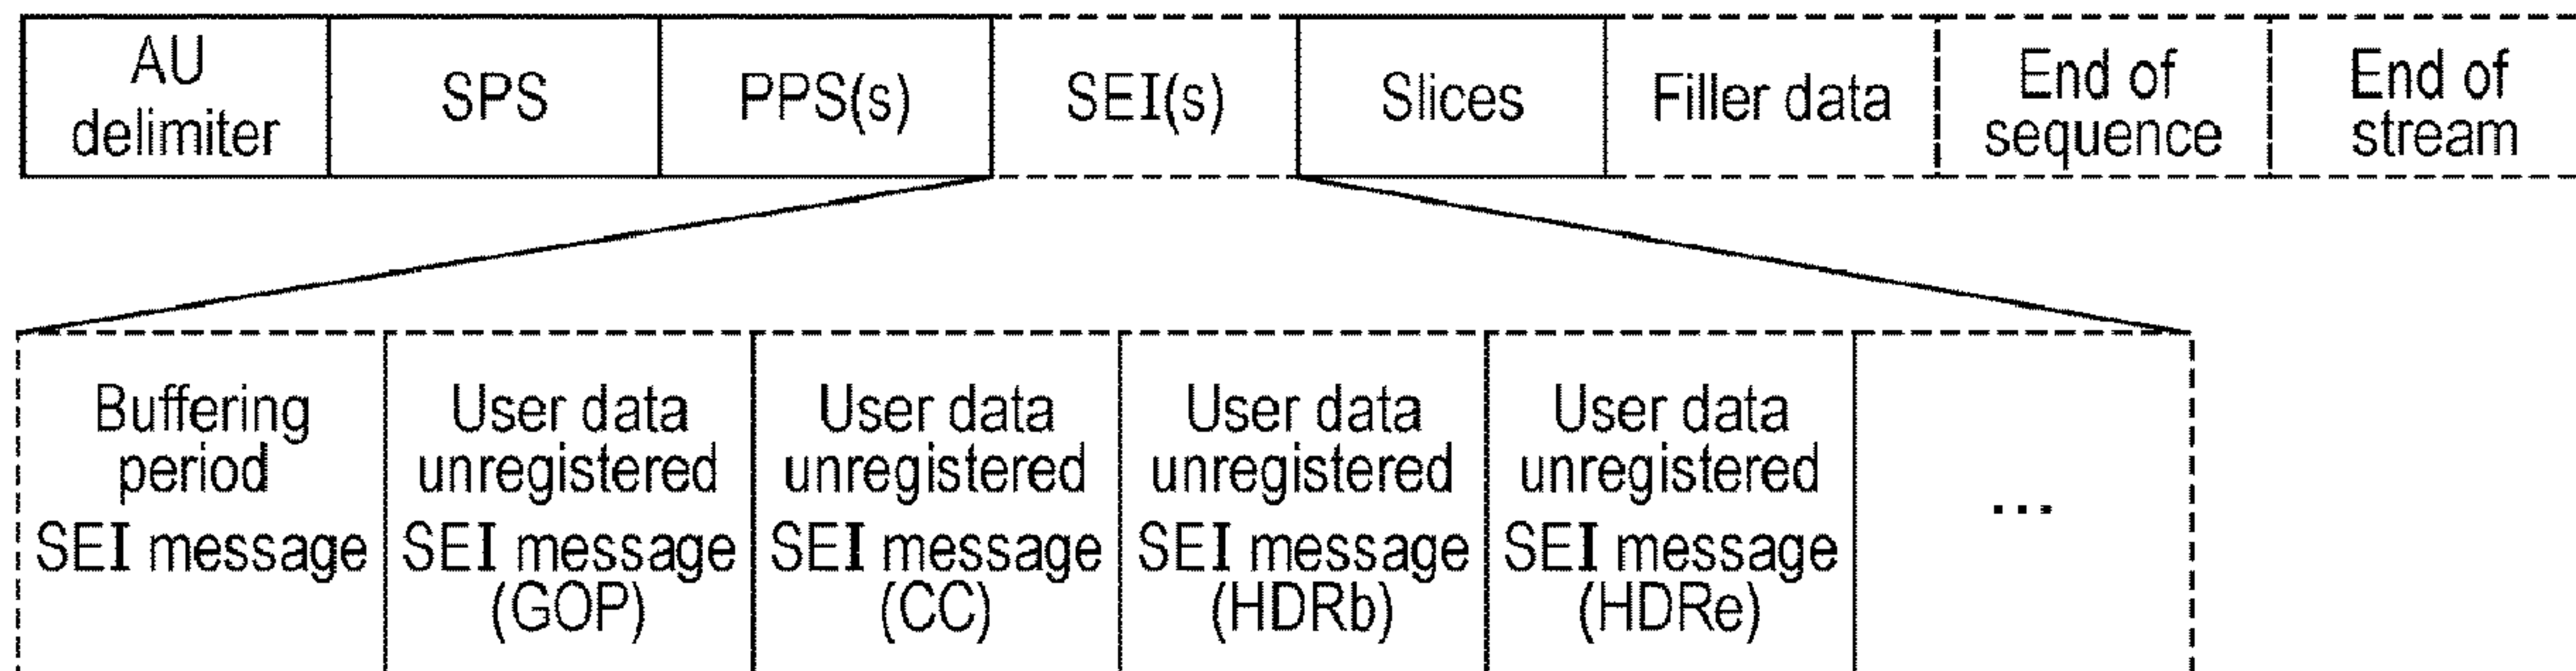 AU
delimiter
SPS
PPS(s)
SEI(s)
Slices
Filler data
End of
sequence
End of
stream
Buffering
period
SEI message
User data
unregistered
SEI message
(GOP)
User data
unregistered
SEI message
(CC)
User data
unregistered
SEI message
(HDRb)
User data
unregistered
SEI message
(HDRe)
...